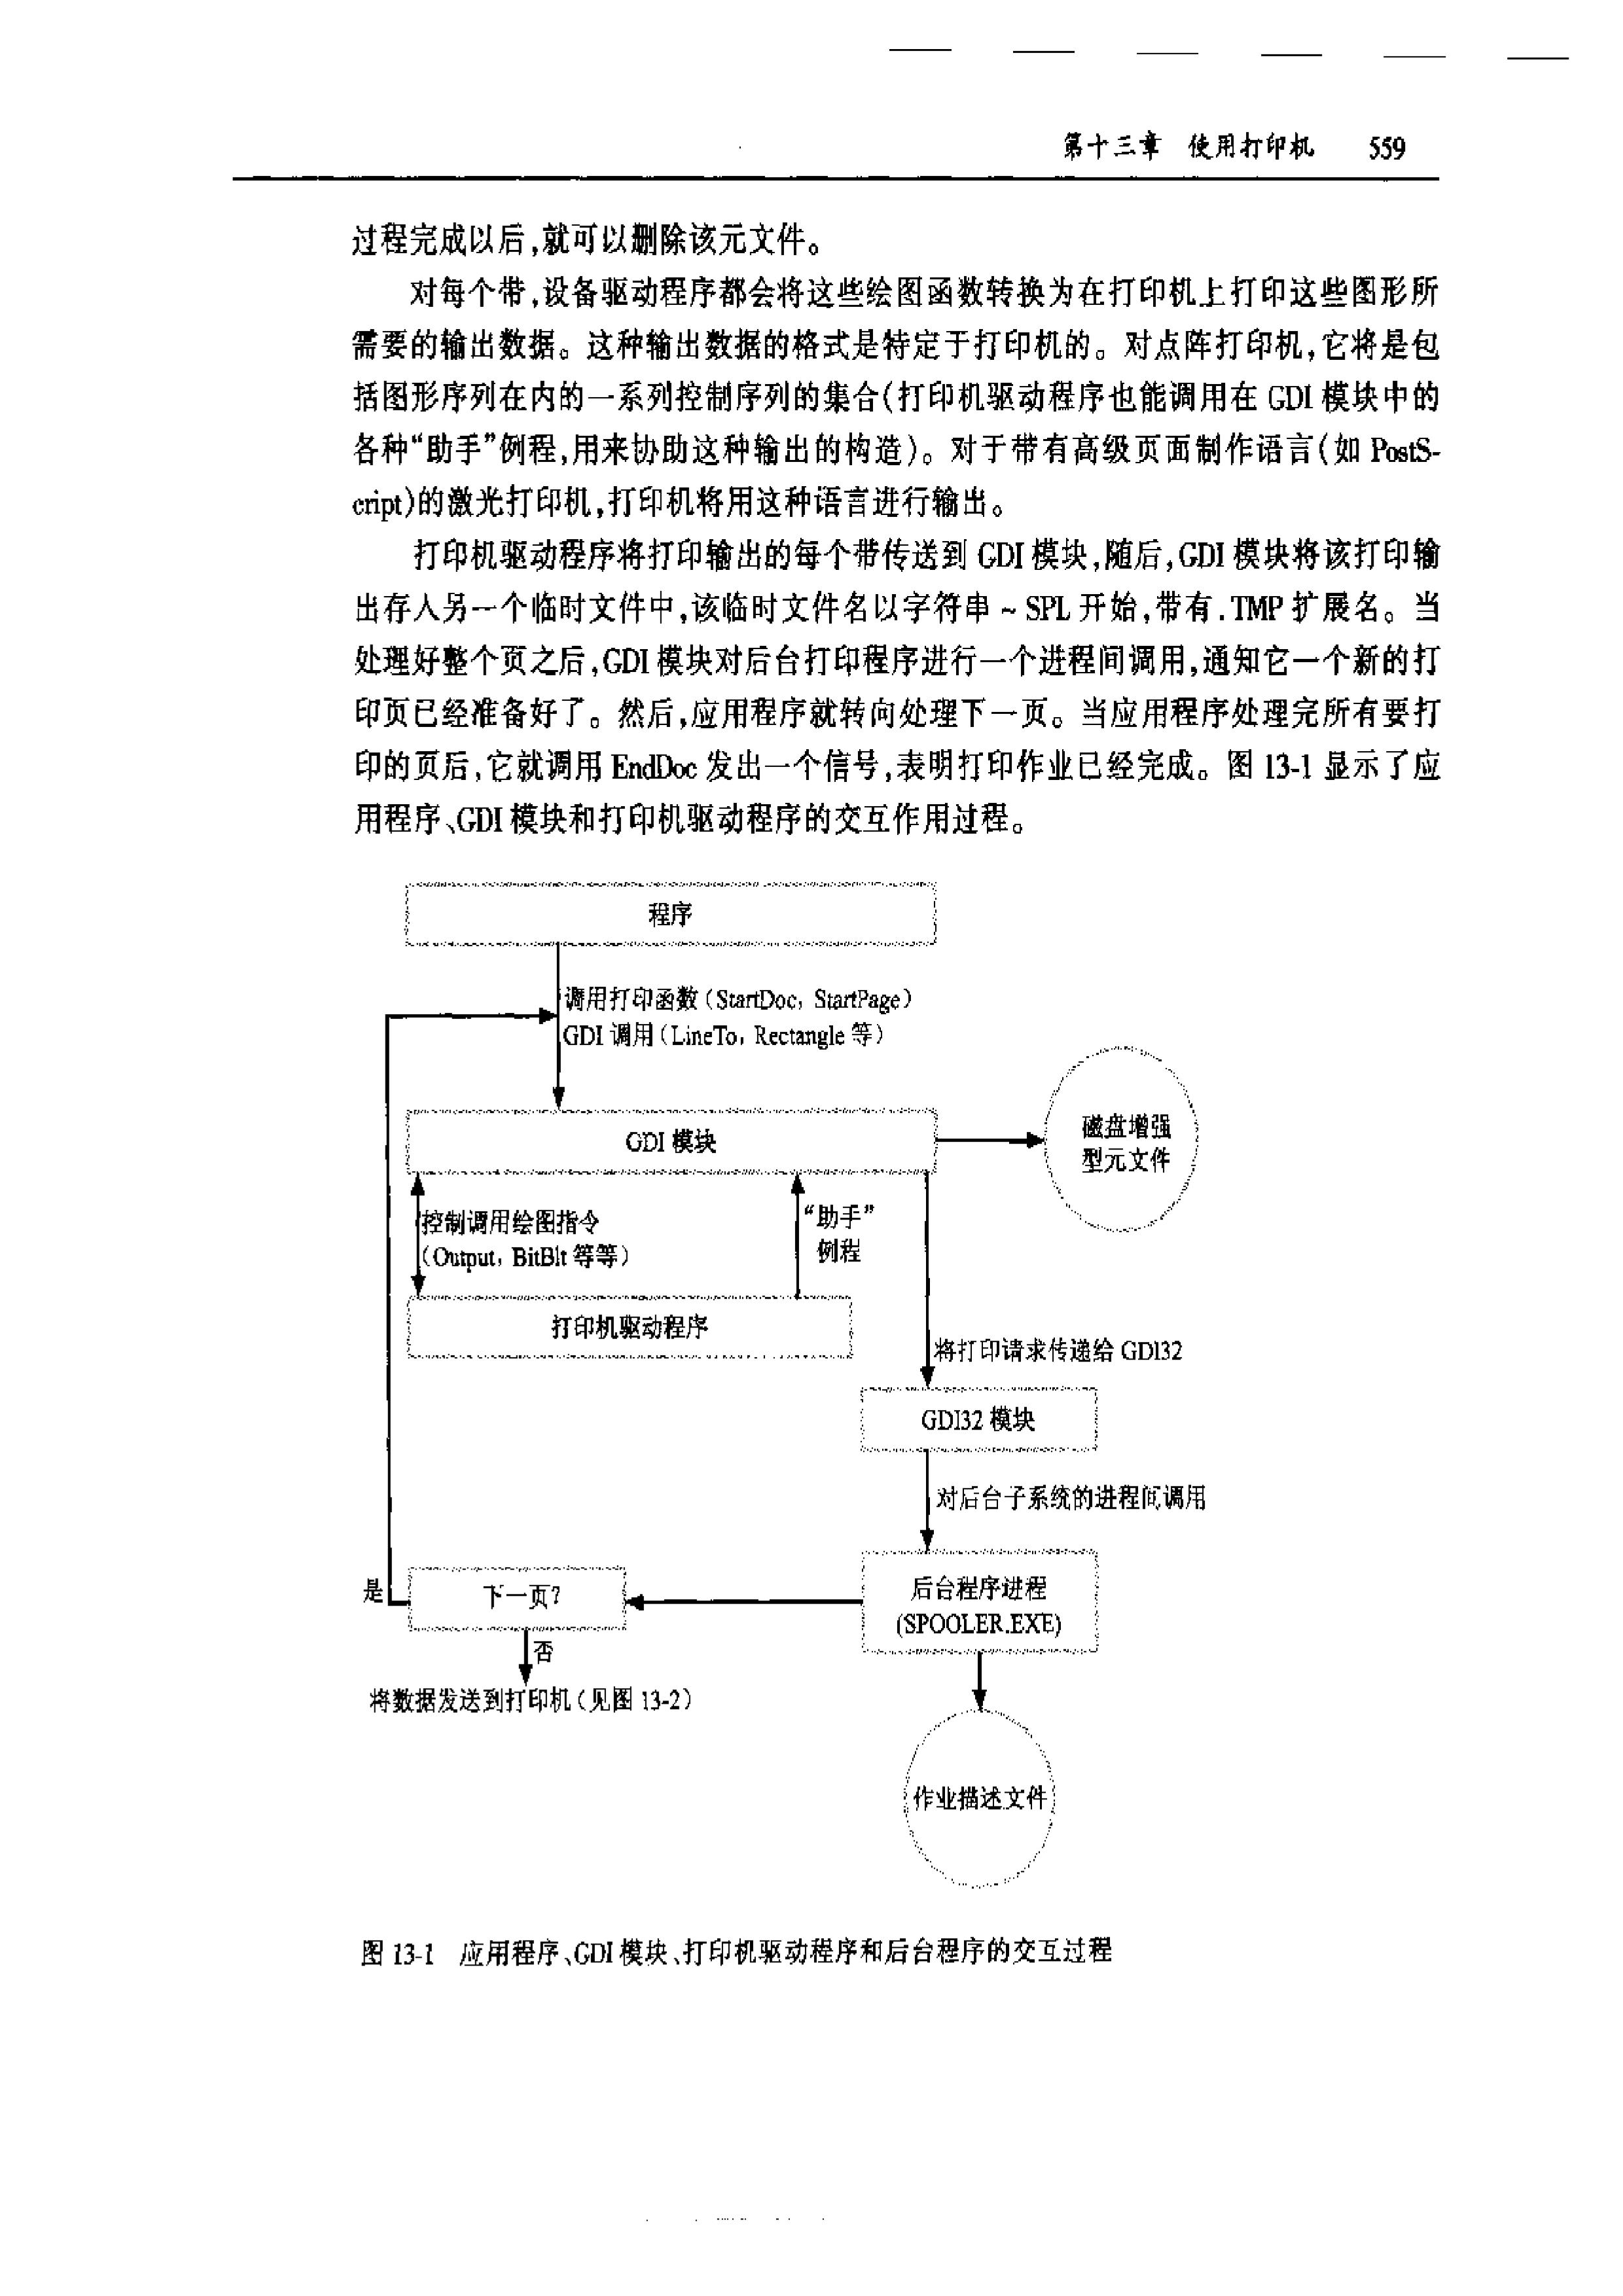 第十三章 使用打印机 559
过程完成以后,就可以删除该元文件。
对每个带,设备驱动程序都会将这些绘图函数转换为在打印机上打印这些图形所
需要的输出数据。这种输出数据的格式是特定于打印机的。对点阵打印机,它将是包
括图形序列在内的一系列控制序列的集合(打印机驱动程序也能调用在 GDI 模块中的
各种“助手”例程,用来协助这种输出的构造)。对于带有高级页面制作语言(如 PostS-
cript)的激光打印机,打印机将用这种语言进行输出。
打印机驱动程序将打印输出的每个带传送到 GDI 模块,随后,GDI 模块将该打印输
出存人另一个临时文件中,该临时文件名以字符串 ~ SPL 开始,带有 .TMP 扩展名。当
处理好整个页之后,GDI 模块对后台打印程序进行一个进程间调用,通知它一个新的打
印页已经准备好了。然后,应用程序就转向处理下一页。当应用程序处理完所有要打
印的页后,它就调用 EndDoc 发出一个信号,表明打印作业已经完成。图 13-1 显示了应
用程序、GDI 模块和打印机驱动程序的交互作用过程。
程序
调用打印函数(StartDoc, StartPage)
GDI 调用(LineTo, Rectangle 等)
GDI 模块
磁盘增强
型元文件
控制调用绘图指令
(Output, BitBlt 等等)
“助手”
例程
打印机驱动程序
将打印请求传递给 GDI32
GDI32 模块
对后台子系统的进程间调用
是
下一页?
后台程序进程
(SPOOLER.EXE)
否
将数据发送到打印机(见图 13-2)
作业描述文件
图 13-1 应用程序、GDI 模块、打印机驱动程序和后台程序的交互过程